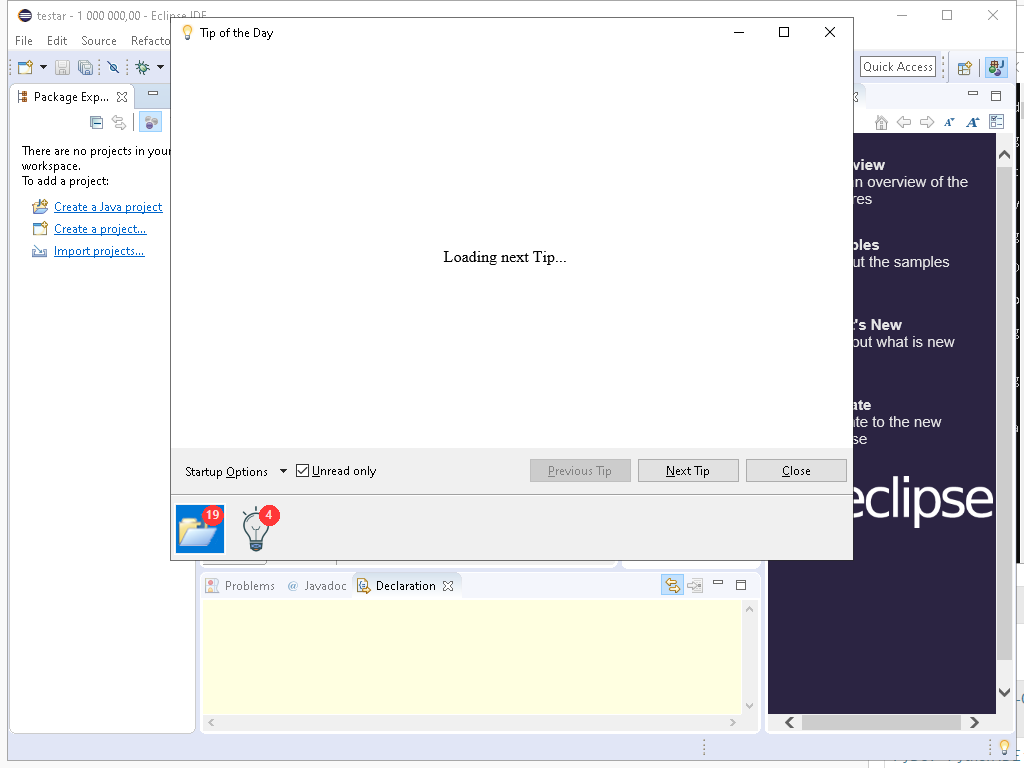 testar - 1 000 000,00 - Eclipse IDE
File Edit Source Refacto
Tip of the Day
Quick Access
Package Exp...
There are no projects in your
workspace.
To add a project:
Create a Java project
Create a project...
Import projects...
Loading next Tip...
Startup Options
Unread only
Previous Tip
Next Tip
Close
19
4
view
n overview of the
res
ples
ut the samples
t's New
out what is new
ate
te to the new
se
eclipse
Problems
@ Javadoc
Declaration